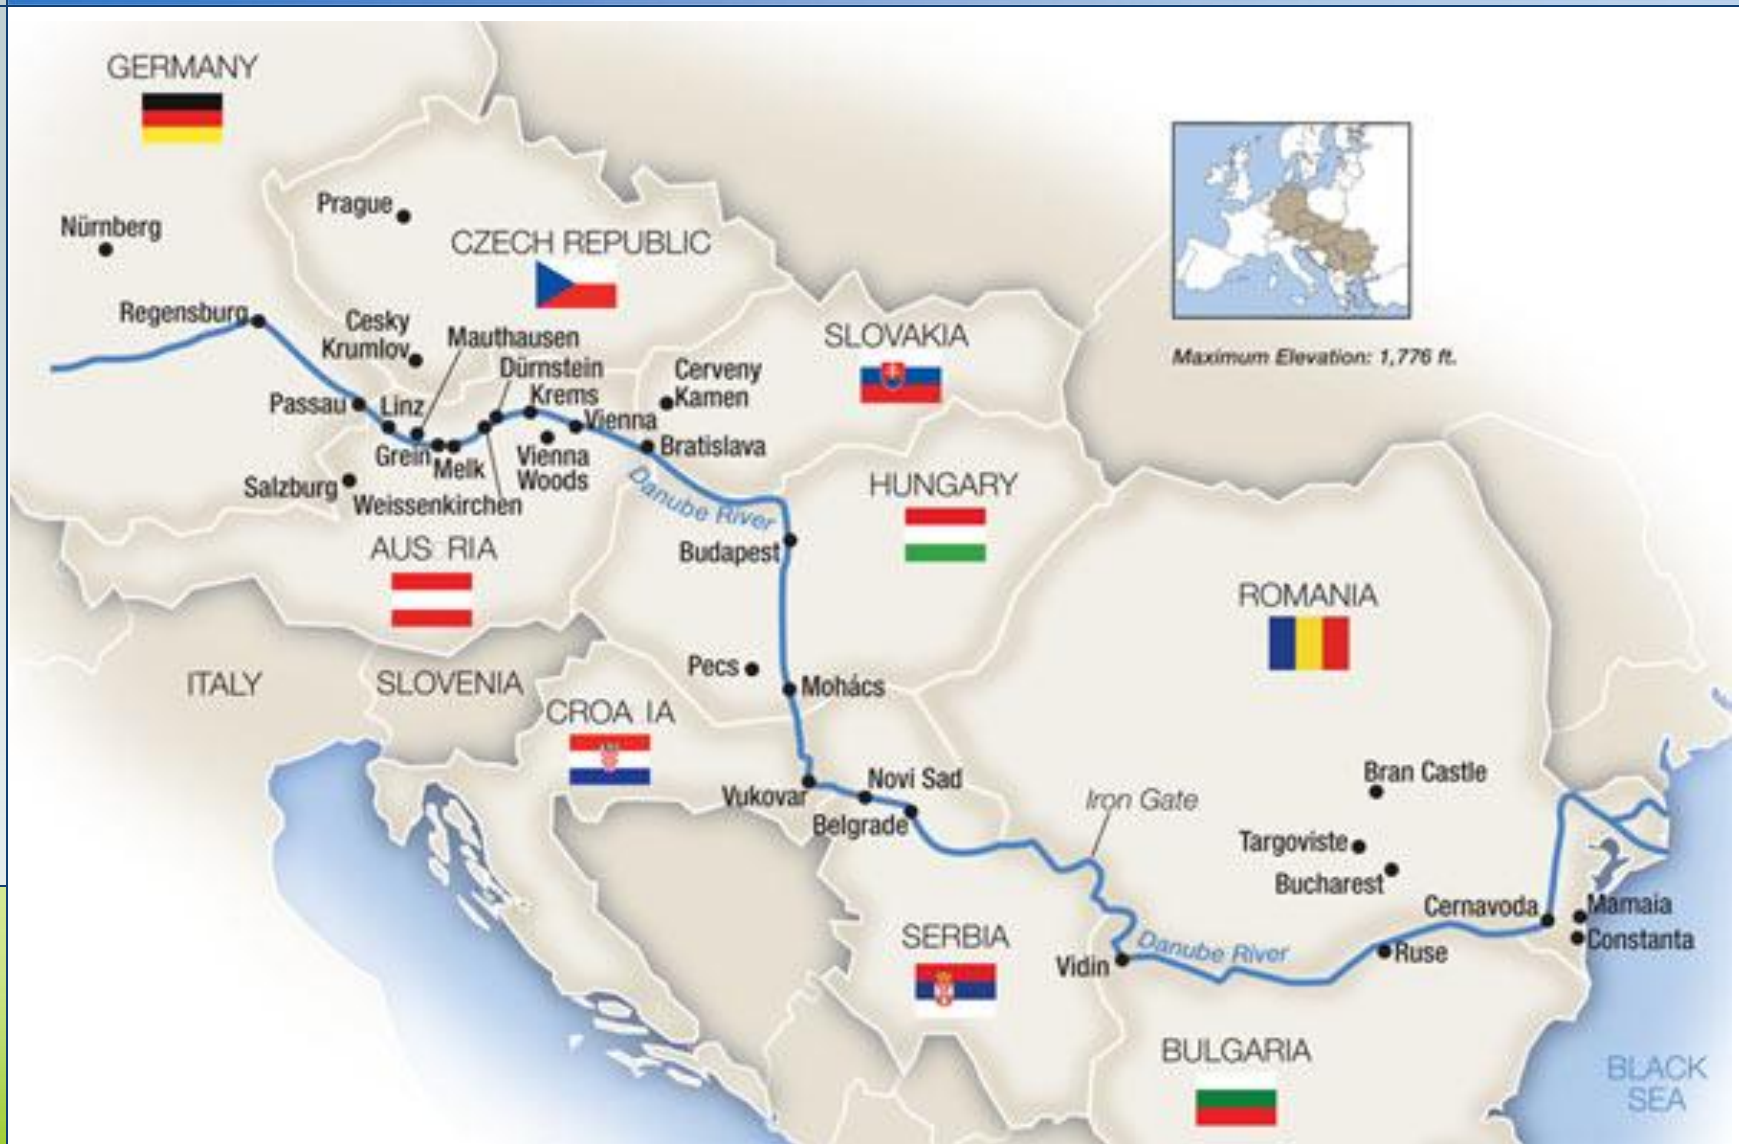 GERMANY
Nürnberg
Prague
CZECH REPUBLIC
Regensburg
Cesky
Krumlov
Mauthausen
Dürnstein
Krems
Passau
Linz
Vienna
Cerveny
Kamen
SLOVAKIA
Maximum Elevation: 1,776 ft.
Grein
Melk
Vienna
Woods
Bratislava
Salzburg
Weissenkirchen
Danube River
HUNGARY
AUS RIA
Budapest
ROMANIA
ITALY
SLOVENIA
Pecs
Mohács
CROA IA
Vukovar
Novi Sad
Belgrade
Iron Gate
Bran Castle
Targoviste
Bucharest
Cernavoda
Mamaia
Constanta
SERBIA
Vidin
Danube River
Ruse
BULGARIA
BLACK
SEA